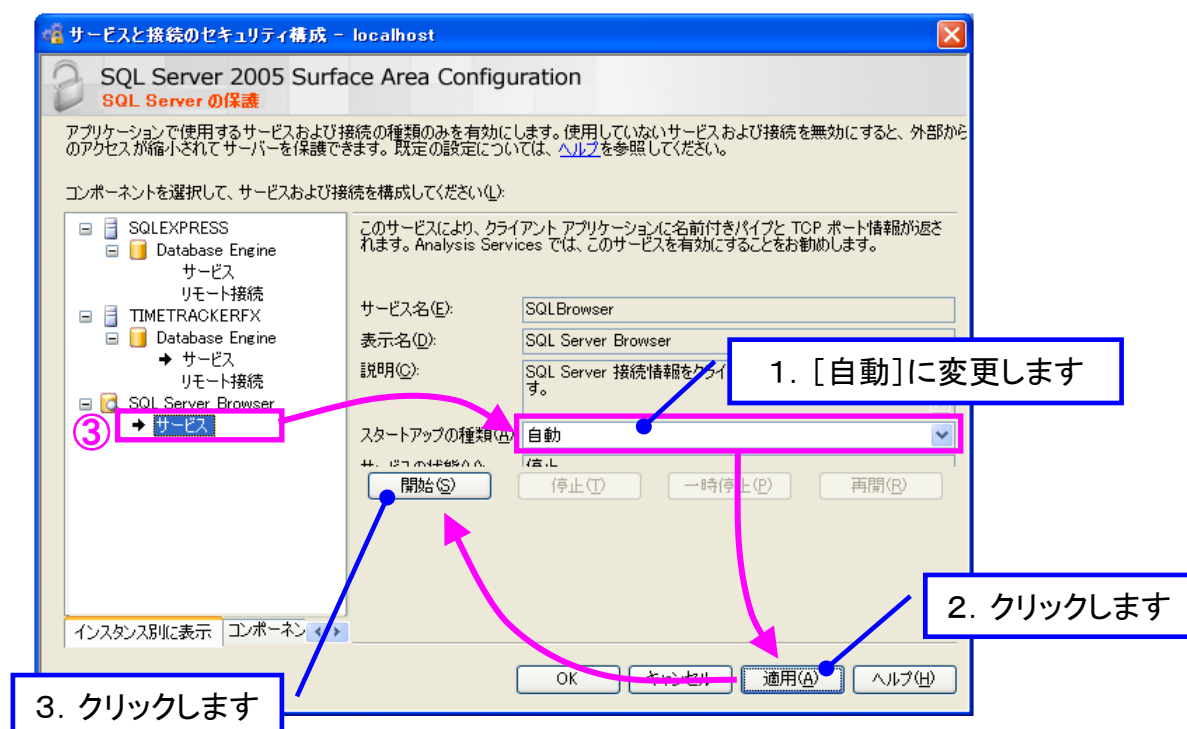 サービスと接続のセキュリティ構成 - localhost
SQL Server 2005 Surface Area Configuration
SQL Server の保護
アプリケーションで使用するサービスおよび接続の種類のみを有効にします。使用していないサービスおよび接続を無効にすると、外部から
のアクセスが縮小されてサーバーを保護できます。既定の設定については、ヘルプを参照してください。
コンポーネントを選択して、サービスおよび接続を構成してください(L):
SQLEXPRESS
Database Engine
サービス
リモート接続
TIMETRACKERFX
Database Engine
サービス
リモート接続
SQL Server Browser
③
サービス
インスタンス別に表示
コンポーネン
このサービスにより、クライアント アプリケーションに名前付きパイプと TCP ポート情報が返さ
れます。Analysis Services では、このサービスを有効にすることをお勧めします。
サービス名(E):
SQLBrowser
表示名(D):
SQL Server Browser
説明(C):
SQL Server 接続情報をクライ
す。
スタートアップの種類(A)
自動
開始(S)
停止(T)
一時停止(P)
再開(R)
OK
キャンセル
適用(A)
ヘルプ(H)
1. [自動]に変更します
2. クリックします
3. クリックします